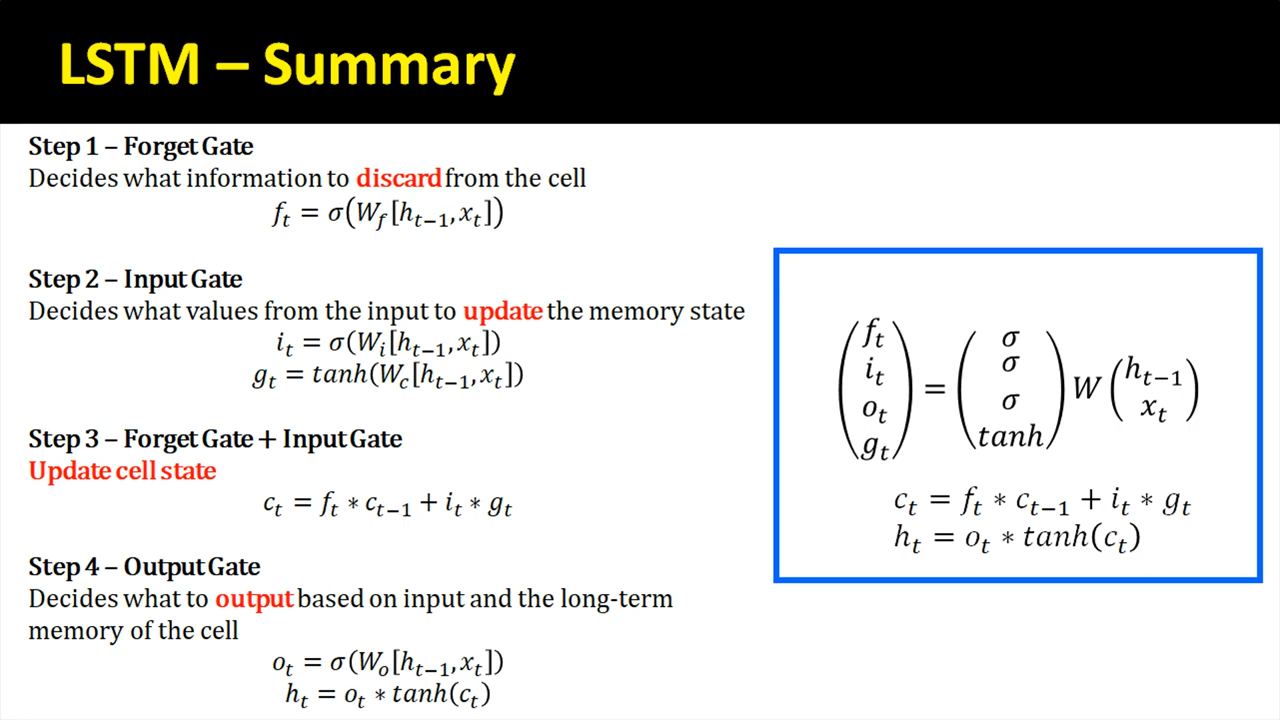 LSTM – Summary
Step 1 – Forget Gate
Decides what information to discard from the cell
f_t = σ(W_f[h_{t−1}, x_t])
Step 2 – Input Gate
Decides what values from the input to update the memory state
i_t = σ(W_i[h_{t−1}, x_t])
g_t = tanh(W_c[h_{t−1}, x_t])
Step 3 – Forget Gate + Input Gate
Update cell state
c_t = f_t * c_{t−1} + i_t * g_t
Step 4 – Output Gate
Decides what to output based on input and the long-term
memory of the cell
o_t = σ(W_o[h_{t−1}, x_t])
h_t = o_t * tanh(c_t)
(f_t i_t o_t g_t) = (σ σ σ tanh) W (h_{t−1} x_t)
c_t = f_t * c_{t−1} + i_t * g_t
h_t = o_t * tanh(c_t)